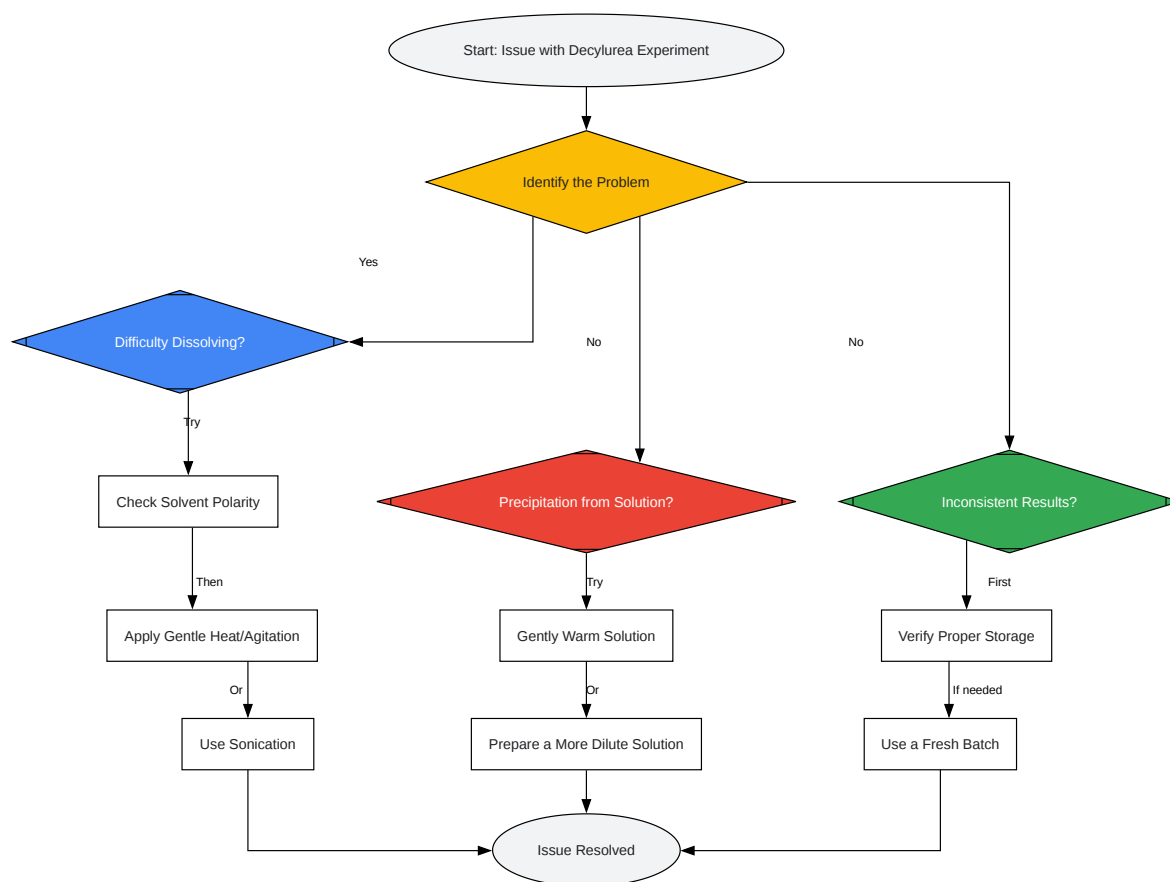 Start: Issue with Decylurea Experiment
Identify the Problem
Yes
Difficulty Dissolving?
No
No
Try
Check Solvent Polarity
Precipitation from Solution?
Inconsistent Results?
Then
Try
First
Apply Gentle Heat/Agitation
Gently Warm Solution
Verify Proper Storage
Or
Or
If needed
Use Sonication
Prepare a More Dilute Solution
Use a Fresh Batch
Issue Resolved